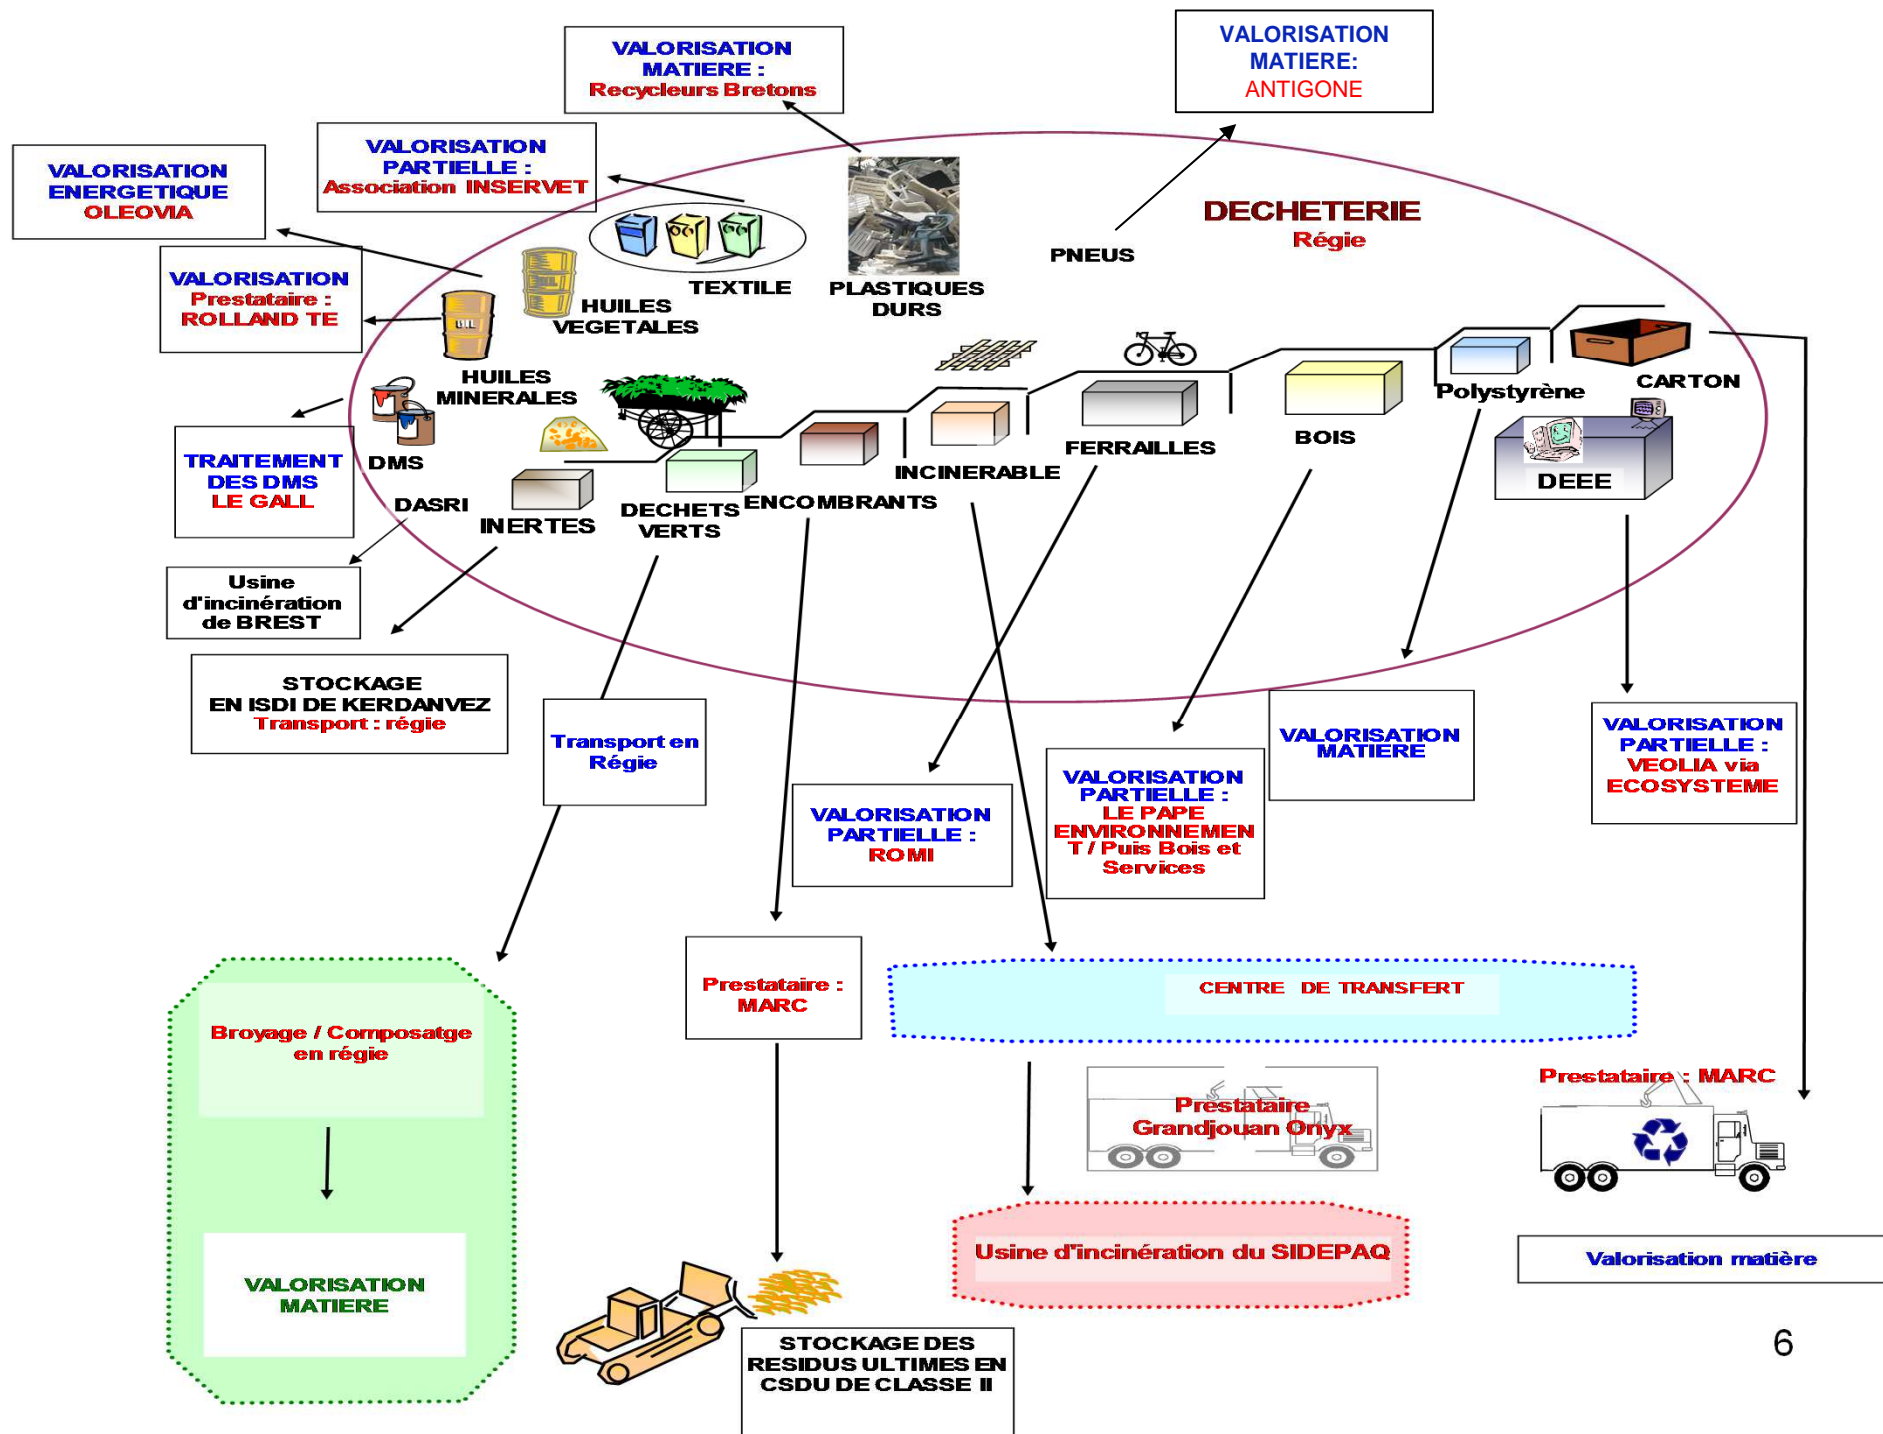 VALORISATION
MATIERE :
Recycleurs Bretons
VALORISATION
MATIERE:
ANTIGONE
VALORISATION
PARTIELLE :
Association INSERVET
VALORISATION
ENERGETIQUE
OLEOVIA
DECHETERIE
Régie
PNEUS
VALORISATION
Prestataire :
ROLLAND TE
OIL
HUILES
VEGETALES
TEXTILE
PLASTIQUES
DURS
HUILES
MINERALES
CARTON
Polystyrène
TRAITEMENT
DES DMS
LE GALL
DMS
DASRI
INERTES
DECHETS
VERTS
ENCOMBRANTS
INCINERABLE
FERRAILLES
BOIS
DEEE
Usine
d'incinération
de BREST
STOCKAGE
EN ISDI DE KERDANVEZ
Transport : régie
Transport en
Régie
VALORISATION
PARTIELLE :
ROMI
VALORISATION
PARTIELLE :
LE PAPE
ENVIRONNEMEN
T / Puis Bois et
Services
VALORISATION
MATIERE
VALORISATION
PARTIELLE :
VEOLIA via
ECOSYSTEME
Broyage / Composatge
en régie
Prestataire :
MARC
CENTRE DE TRANSFERT
Prestataire
Grandjouan Onyx
Prestataire : MARC
Usine d'incinération du SIDEPAQ
Valorisation matière
VALORISATION
MATIERE
STOCKAGE DES
RESIDUS ULTIMES EN
CSDU DE CLASSE II
6